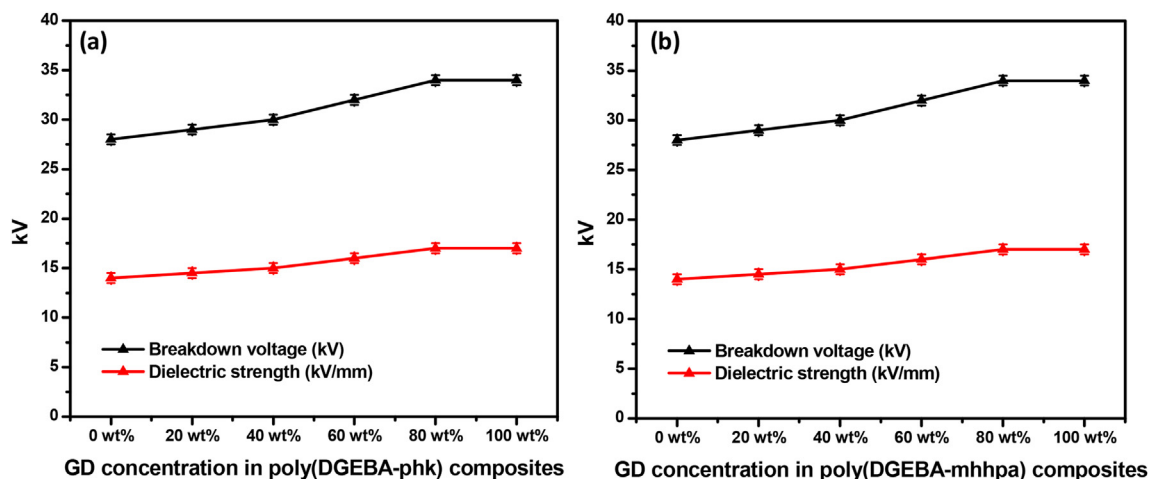 (a)
40
35
30
25
20
15
10
5
0
kV
Breakdown voltage (kV)
Dielectric strength (kV/mm)
0 wt% 20 wt% 40 wt% 60 wt% 80 wt% 100 wt%
GD concentration in poly(DGEBA-phk) composites
(b)
40
35
30
25
20
15
10
5
0
kV
Breakdown voltage (kV)
Dielectric strength (kV/mm)
0 wt% 20 wt% 40 wt% 60 wt% 80 wt% 100 wt%
GD concentration in poly(DGEBA-mhhpa) composites